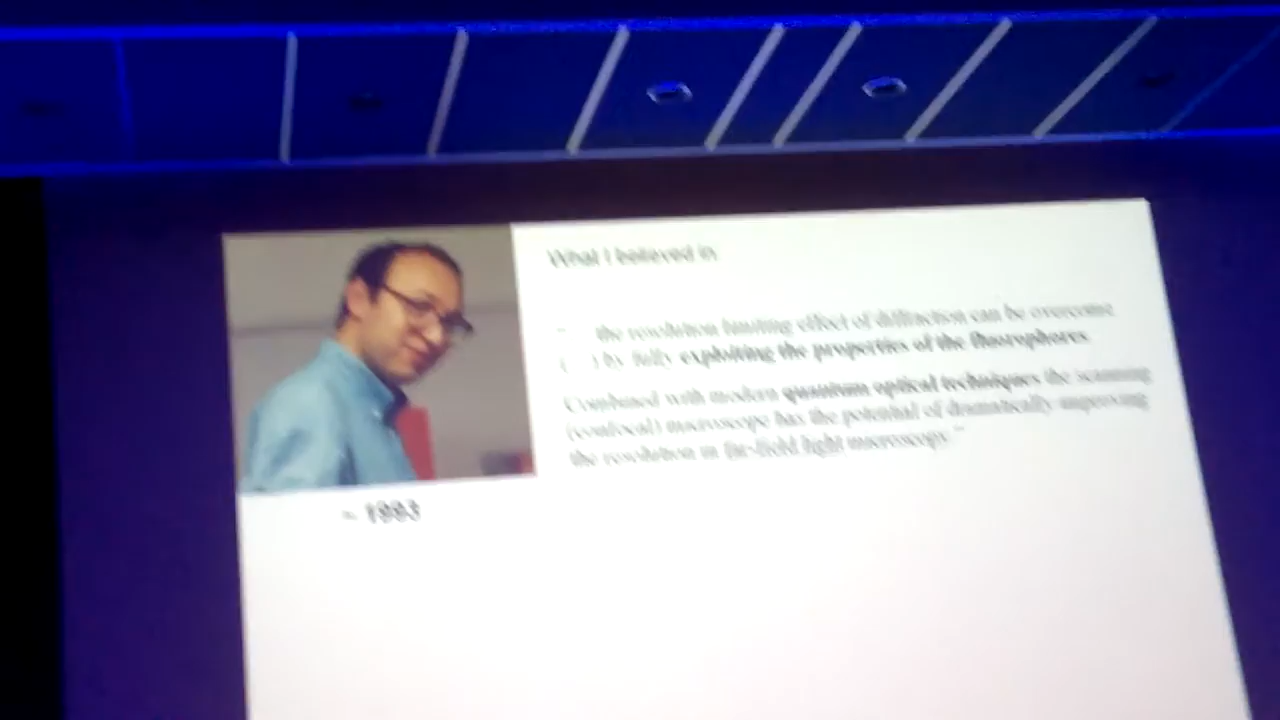 What I believed in
" the resolution limiting effect of diffraction can be overcome
( ) by fully exploiting the properties of the fluorophores.
Combined with modern quantum optical techniques the scanning
(confocal) microscope has the potential of dramatically improving
the resolution in far-field light microscopy."
~ 1993